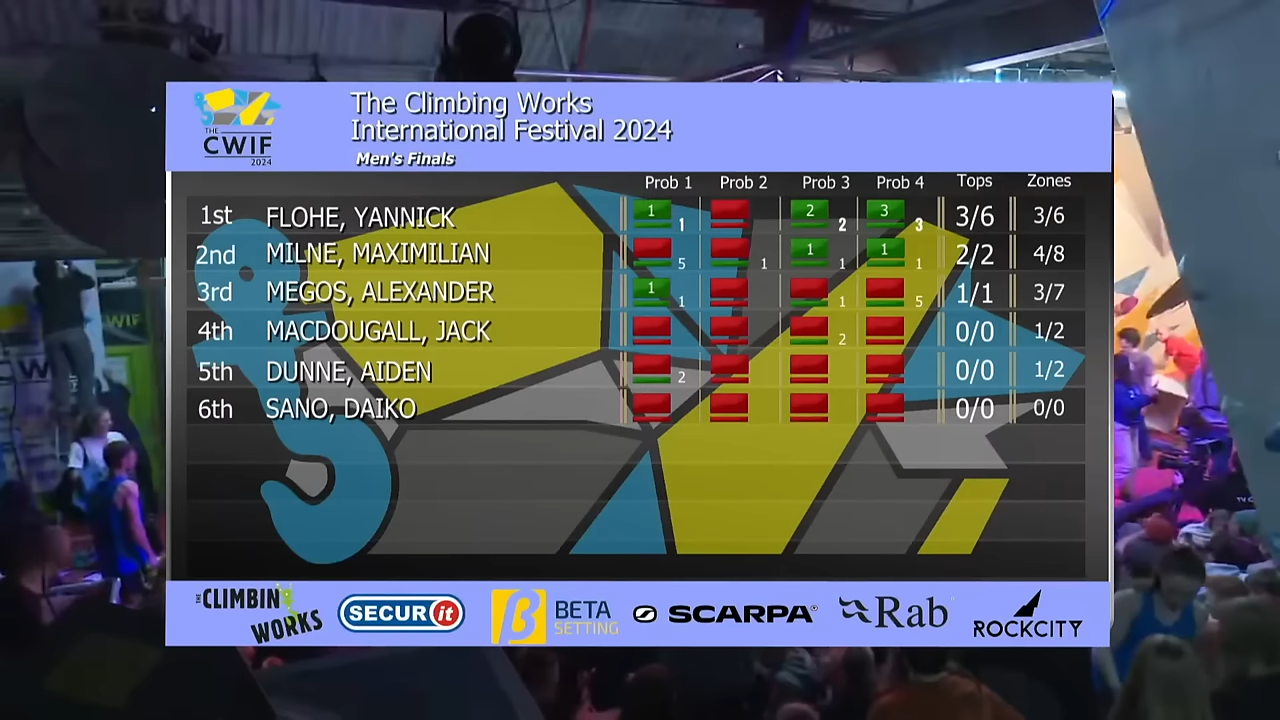 THE
CWIF
2024
The Climbing Works
International Festival 2024
Men's Finals
Prob 1 Prob 2 Prob 3 Prob 4 Tops Zones
1st FLOHE, YANNICK 1 1 2 2 3 3 3/6 3/6
2nd MILNE, MAXIMILIAN 5 1 1 1 1 1 2/2 4/8
3rd MEGOS, ALEXANDER 1 1 1 5 1/1 3/7
4th MACDOUGALL, JACK 2 0/0 1/2
5th DUNNE, AIDEN 2 0/0 1/2
6th SANO, DAIKO 0/0 0/0
THE CLIMBIN WORKS
SECURit
BETA
SETTING
SCARPA
Rab
ROCKCITY